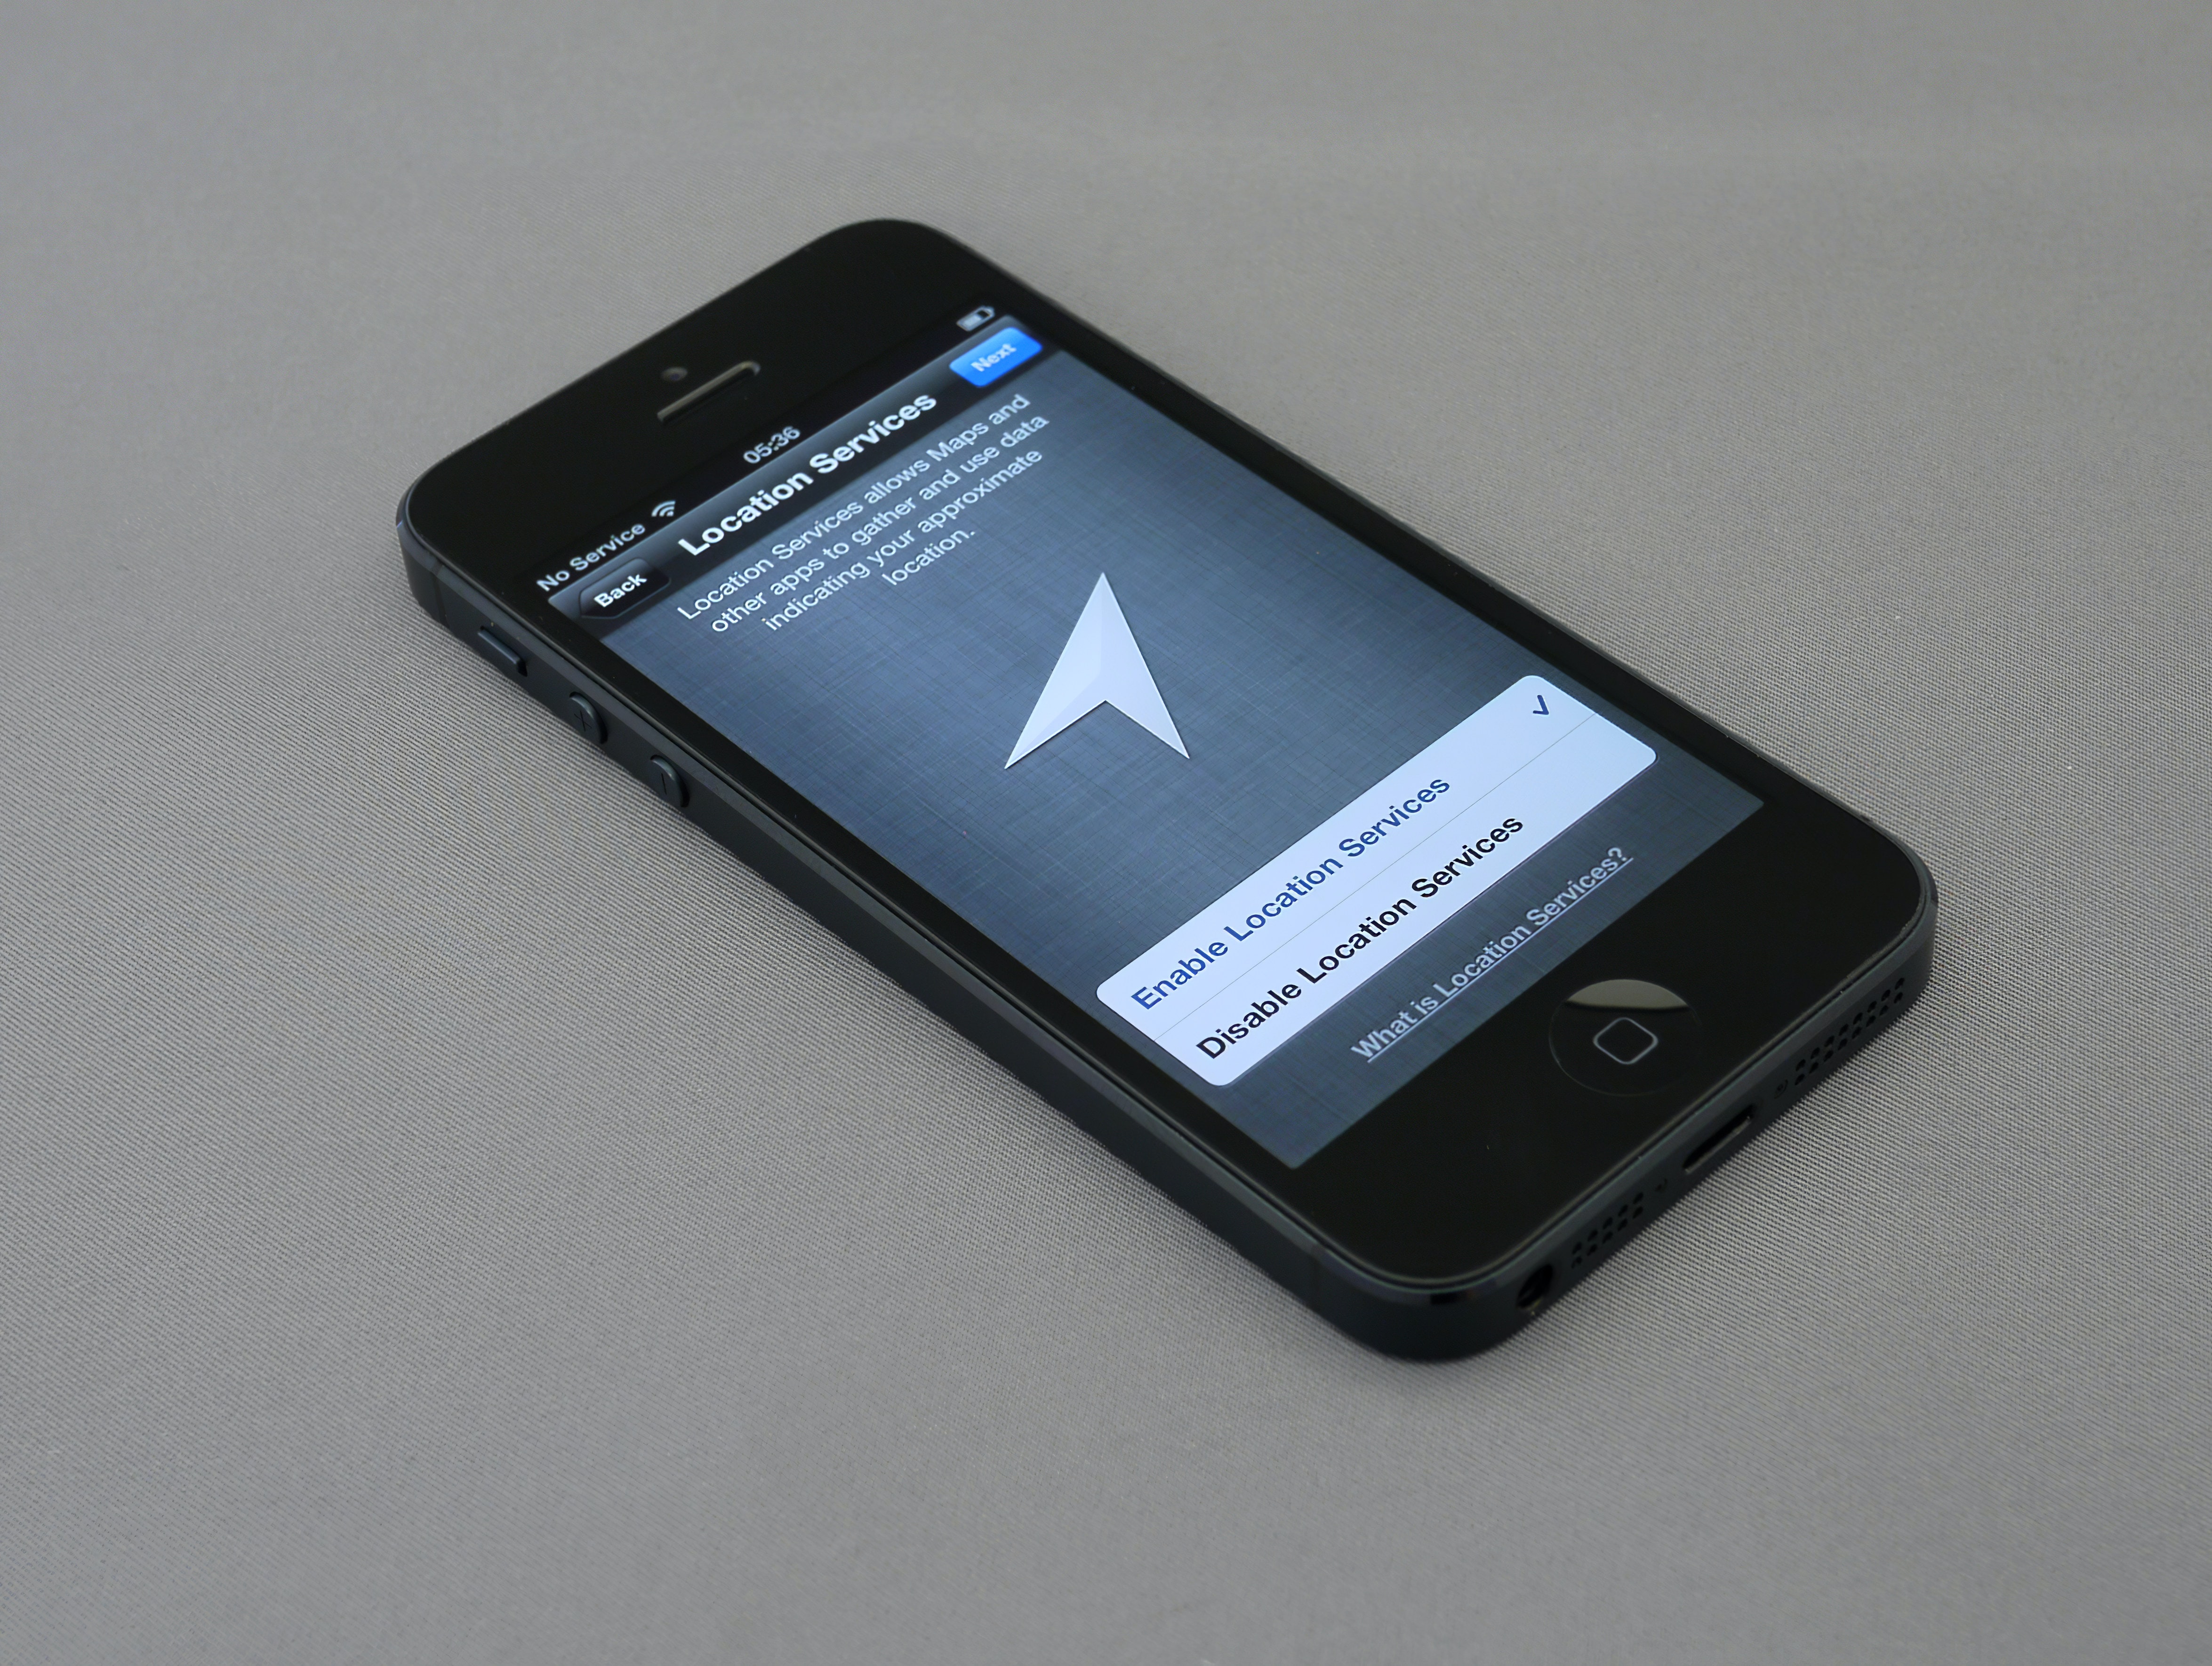 No Service 05:36
Back Location Services Next
Location Services allows Maps and
other apps to gather and use data
indicating your approximate
location.
Enable Location Services ✓
Disable Location Services
What is Location Services?